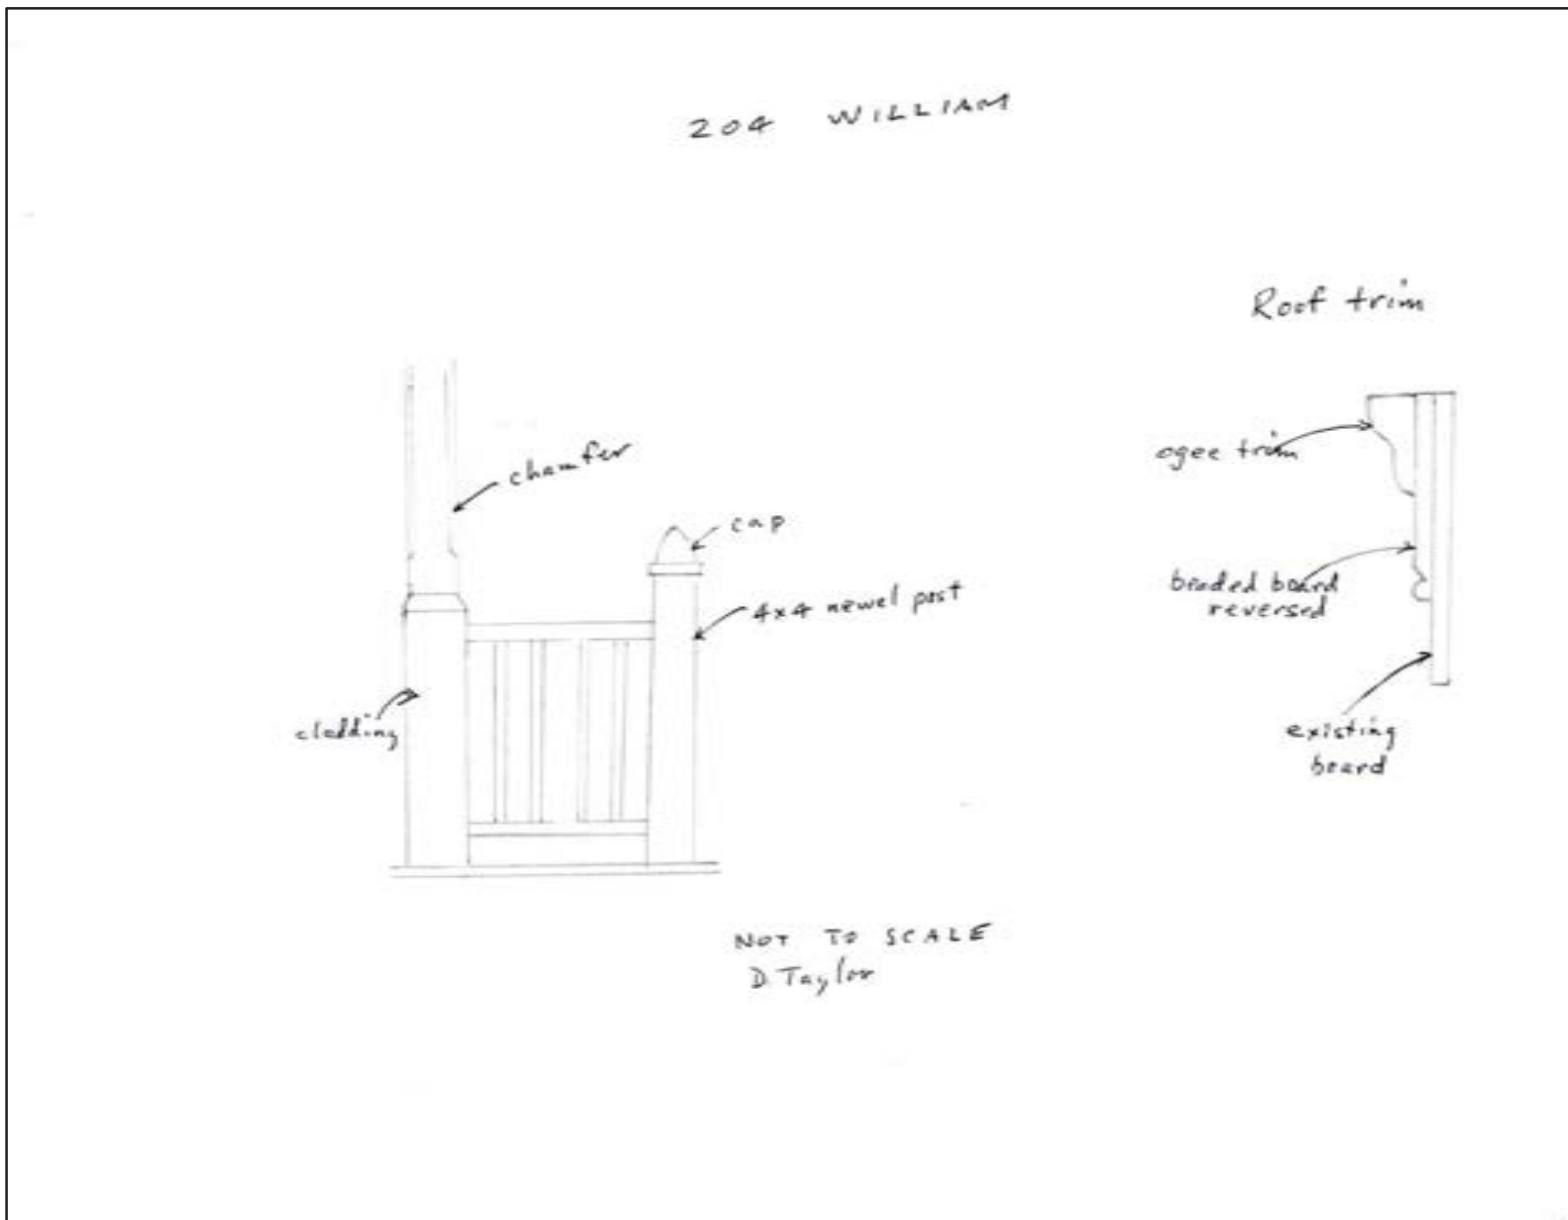 204 WILLIAM
Roof trim
ogee trim
chamfer
cap
beaded board
reversed
4x4 newel post
cladding
existing
board
NOT TO SCALE
D. Taylor